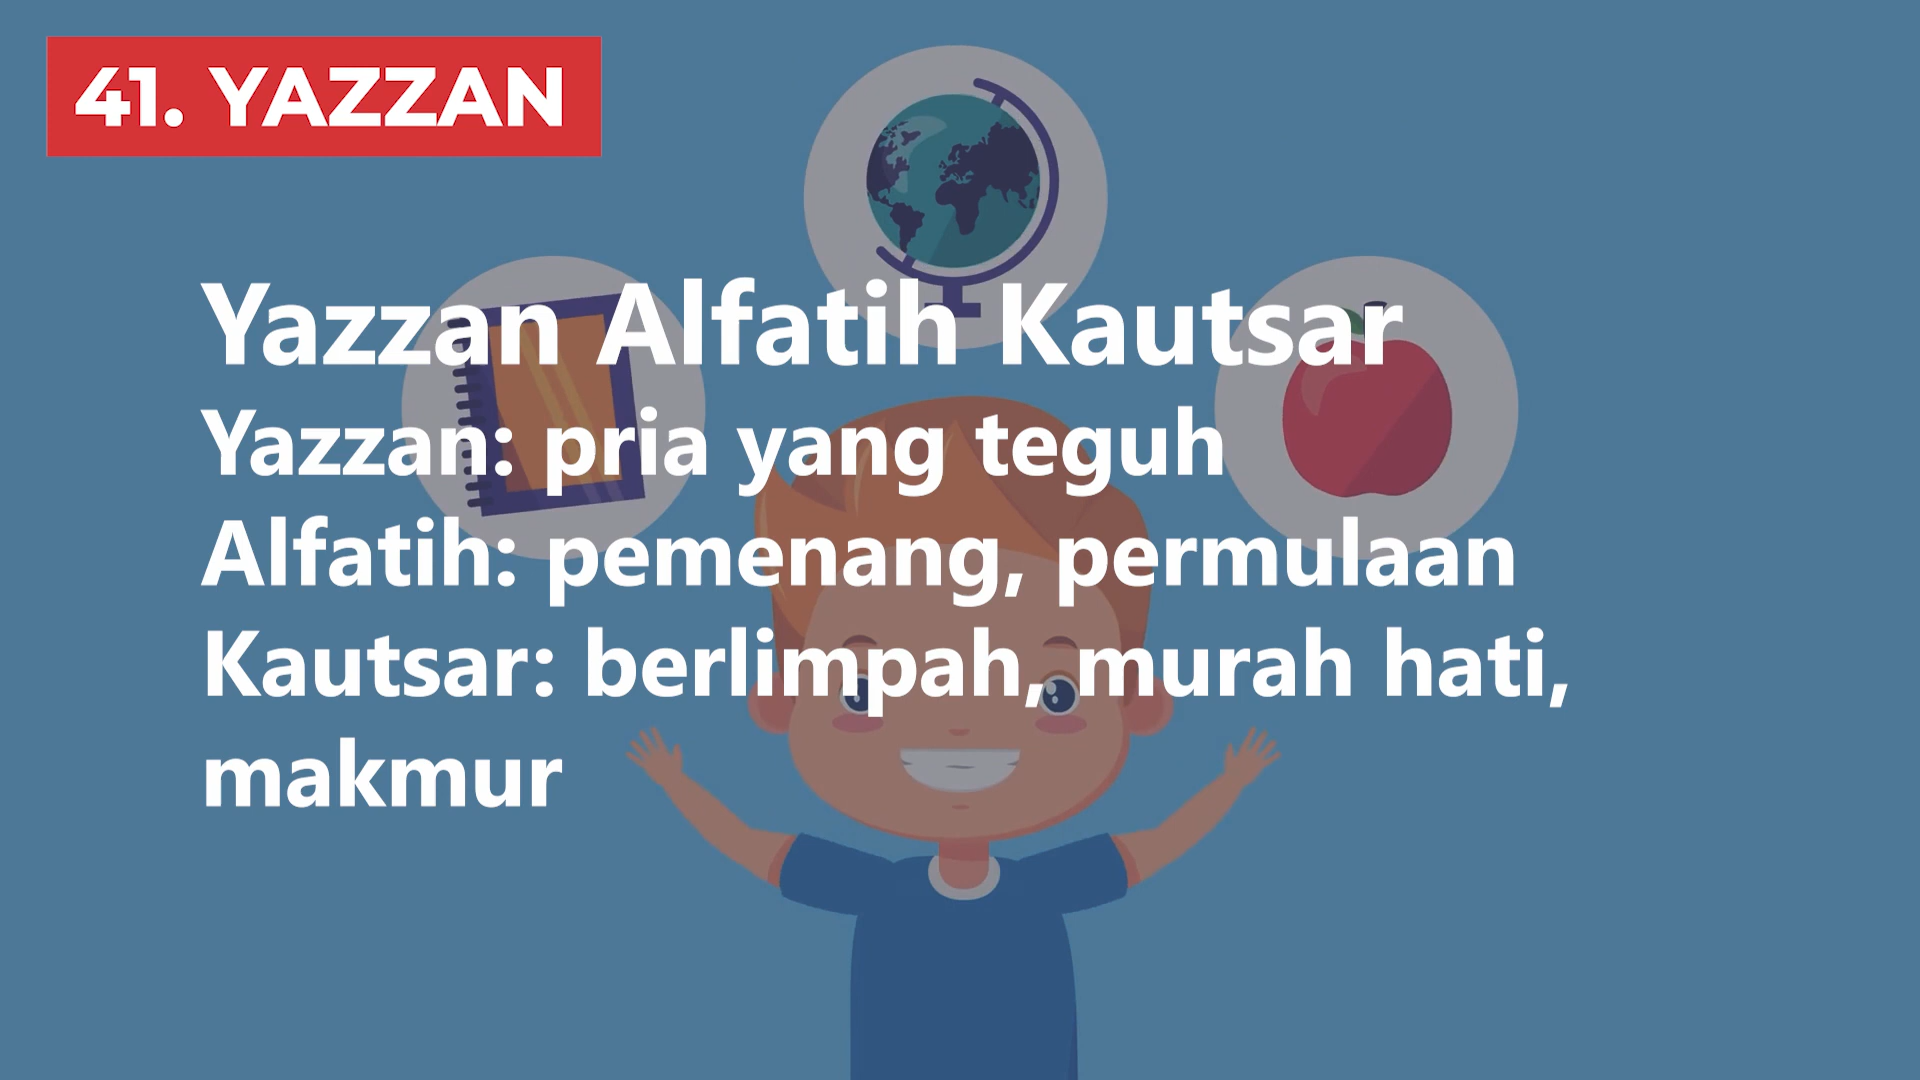 41. YAZZAN
Yazzan Alfatih Kautsar
Yazzan: pria yang teguh
Alfatih: pemenang, permulaan
Kautsar: berlimpah, murah hati,
makmur